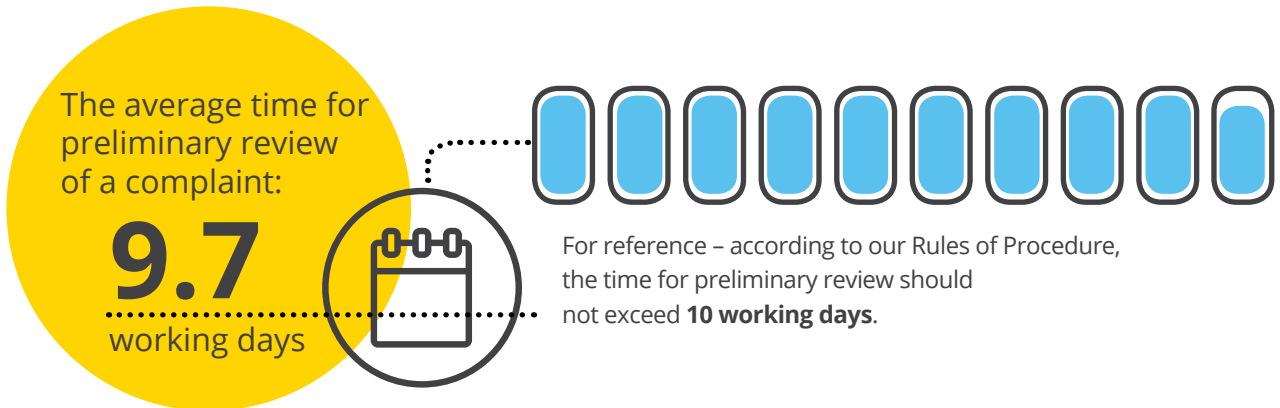 The average time for
preliminary review
of a complaint:
9.7
working days
For reference – according to our Rules of Procedure,
the time for preliminary review should
not exceed 10 working days.